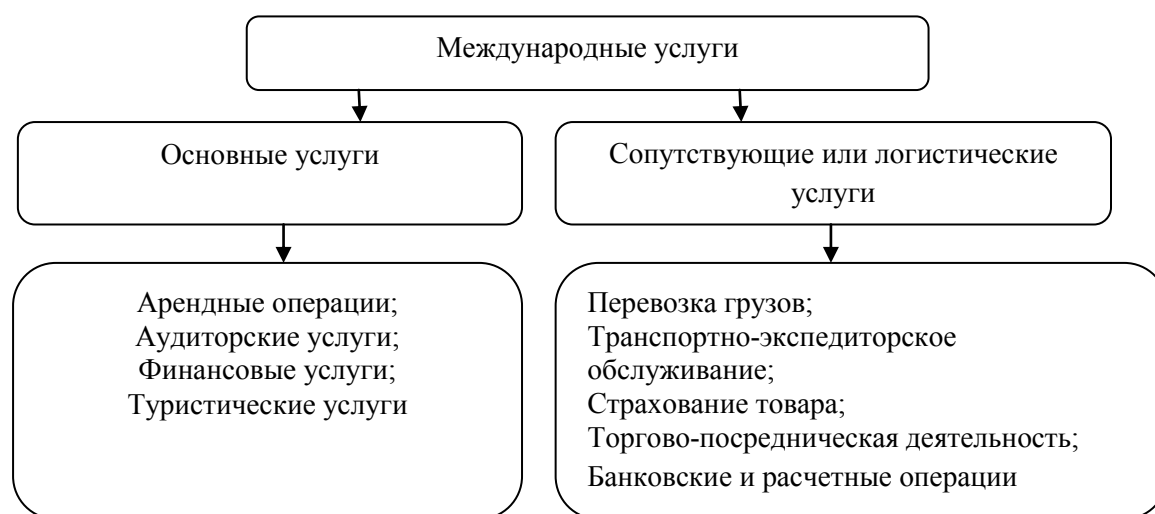 Международные услуги
Основные услуги
Сопутствующие или логистические
услуги
Арендные операции;
Аудиторские услуги;
Финансовые услуги;
Туристические услуги
Перевозка грузов;
Транспортно-экспедиторское
обслуживание;
Страхование товара;
Торгово-посредническая деятельность;
Банковские и расчетные операции